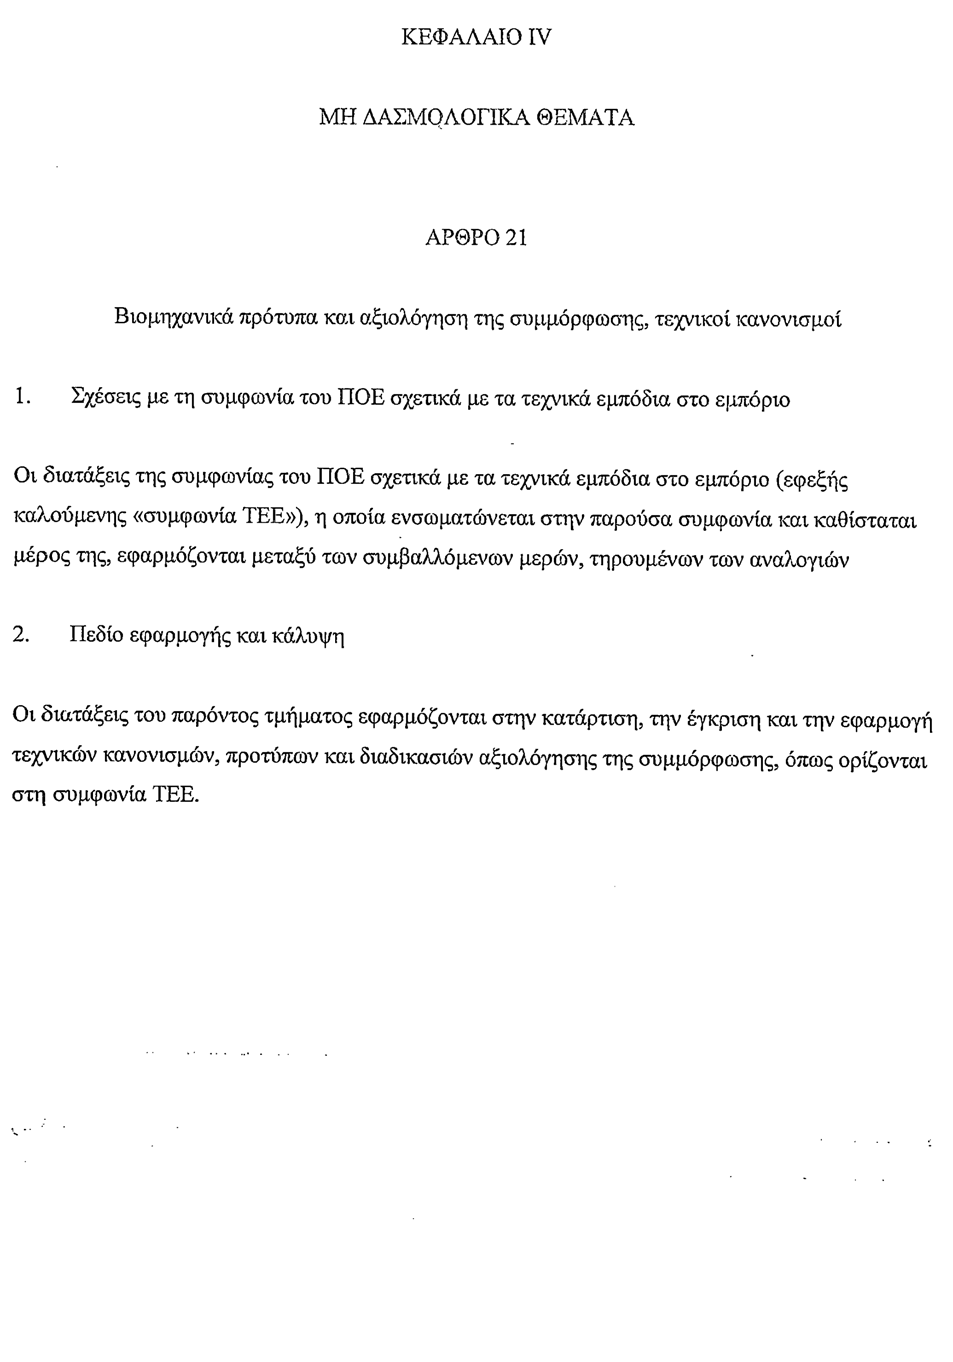 ΚΕΦΑΛΑΙΟ IV
ΜΗ ΔΑΣΜΟΛΟΓΙΚΑ ΘΕΜΑΤΑ
ΑΡΘΡΟ 21
Βιομηχανικά πρότυπα και αξιολόγηση της συμμόρφωσης, τεχνικοί κανονισμοί
1. Σχέσεις με τη συμφωνία του ΠΟΕ σχετικά με τα τεχνικά εμπόδια στο εμπόριο
Οι διατάξεις της συμφωνίας του ΠΟΕ σχετικά με τα τεχνικά εμπόδια στο εμπόριο (εφεξής
καλούμενης «συμφωνία ΤΕΕ»), η οποία ενσωματώνεται στην παρούσα συμφωνία και καθίσταται
μέρος της, εφαρμόζονται μεταξύ των συμβαλλόμενων μερών, τηρουμένων των αναλογιών
2. Πεδίο εφαρμογής και κάλυψη
Οι διατάξεις του παρόντος τμήματος εφαρμόζονται στην κατάρτιση, την έγκριση και την εφαρμογή
τεχνικών κανονισμών, προτύπων και διαδικασιών αξιολόγησης της συμμόρφωσης, όπως ορίζονται
στη συμφωνία ΤΕΕ.